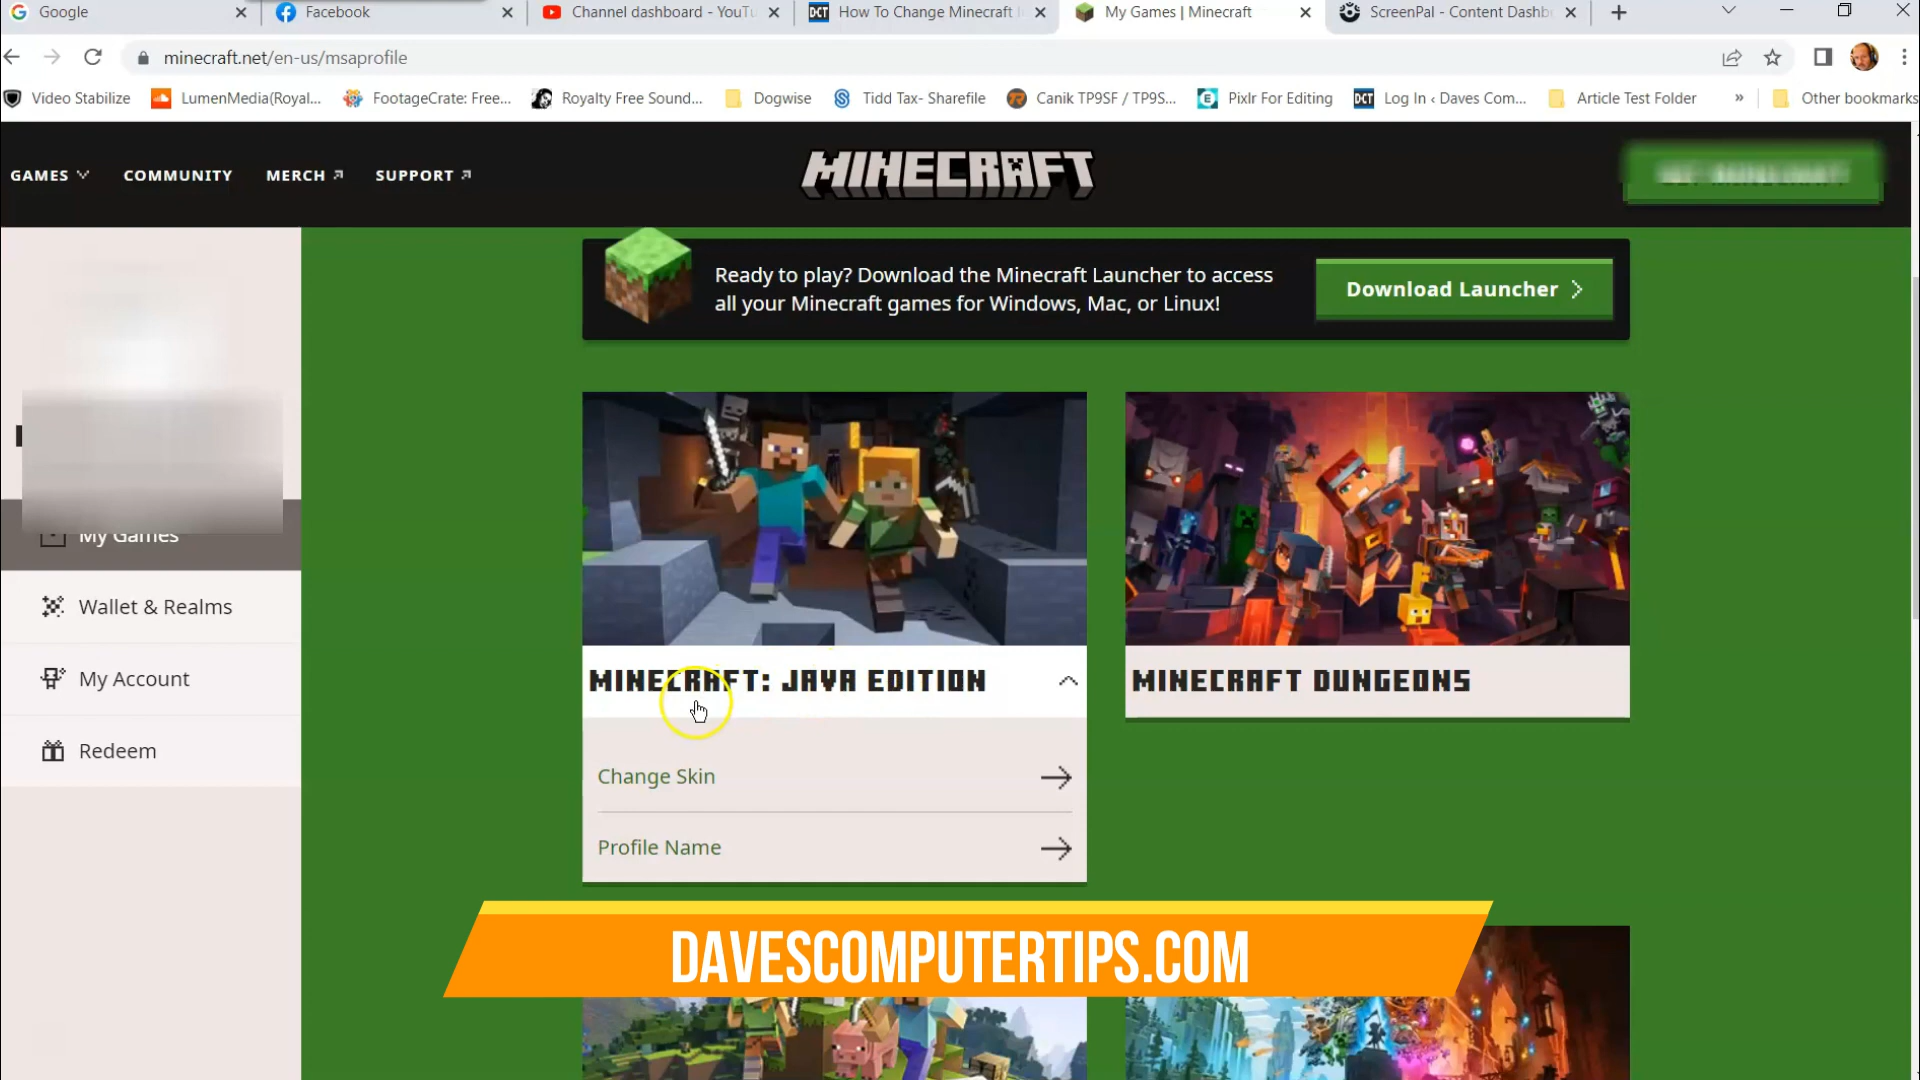 Google
Facebook
Channel dashboard - YouTu
How To Change Minecraft I
My Games | Minecraft
ScreenPal - Content Dashb
minecraft.net/en-us/msaprofile
Video Stabilize
LumenMedia(Royal...
FootageCrate: Free...
Royalty Free Sound...
Dogwise
Tidd Tax- Sharefile
Canik TP9SF / TP9S...
Pixlr For Editing
DCT
Log In ‹ Daves Com...
Article Test Folder
»
Other bookmarks
GAMES
COMMUNITY
MERCH
SUPPORT
MINECRAFT
Ready to play? Download the Minecraft Launcher to access
all your Minecraft games for Windows, Mac, or Linux!
Download Launcher
My Games
Wallet & Realms
My Account
Redeem
MINECRAFT: JAVA EDITION
MINECRAFT DUNGEONS
Change Skin
Profile Name
DAVESCOMPUTERTIPS.COM